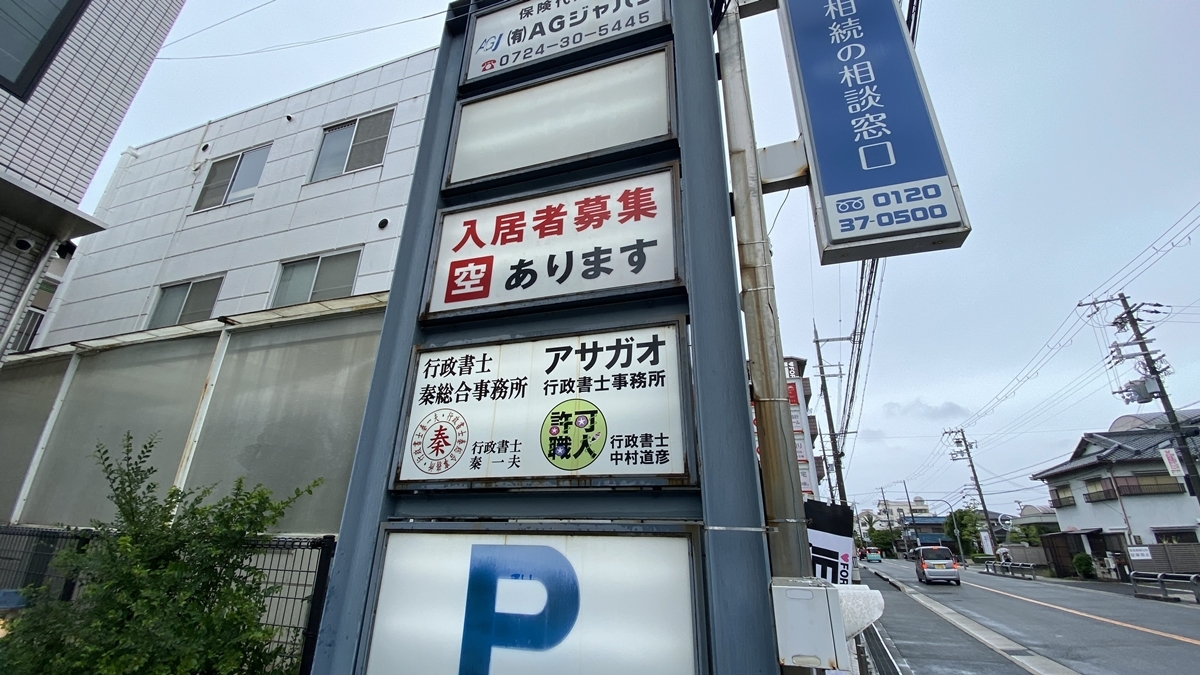 保険代
AGJ (有)AGジャパン
☎0724-30-5445
入居者募集
空 あります
行政書士
秦総合事務所
秦
行政書士
秦 一夫
アサガオ
行政書士事務所
許可
職人
行政書士
中村道彦
P
相続の相談窓口
0120
37-0500